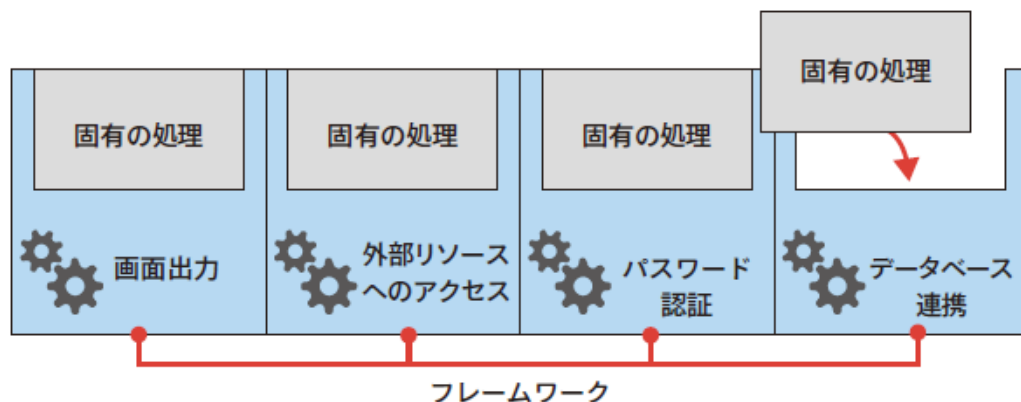 固有の処理
固有の処理
固有の処理
固有の処理
画面出力
外部リソース
へのアクセス
パスワード
認証
データベース
連携
フレームワーク